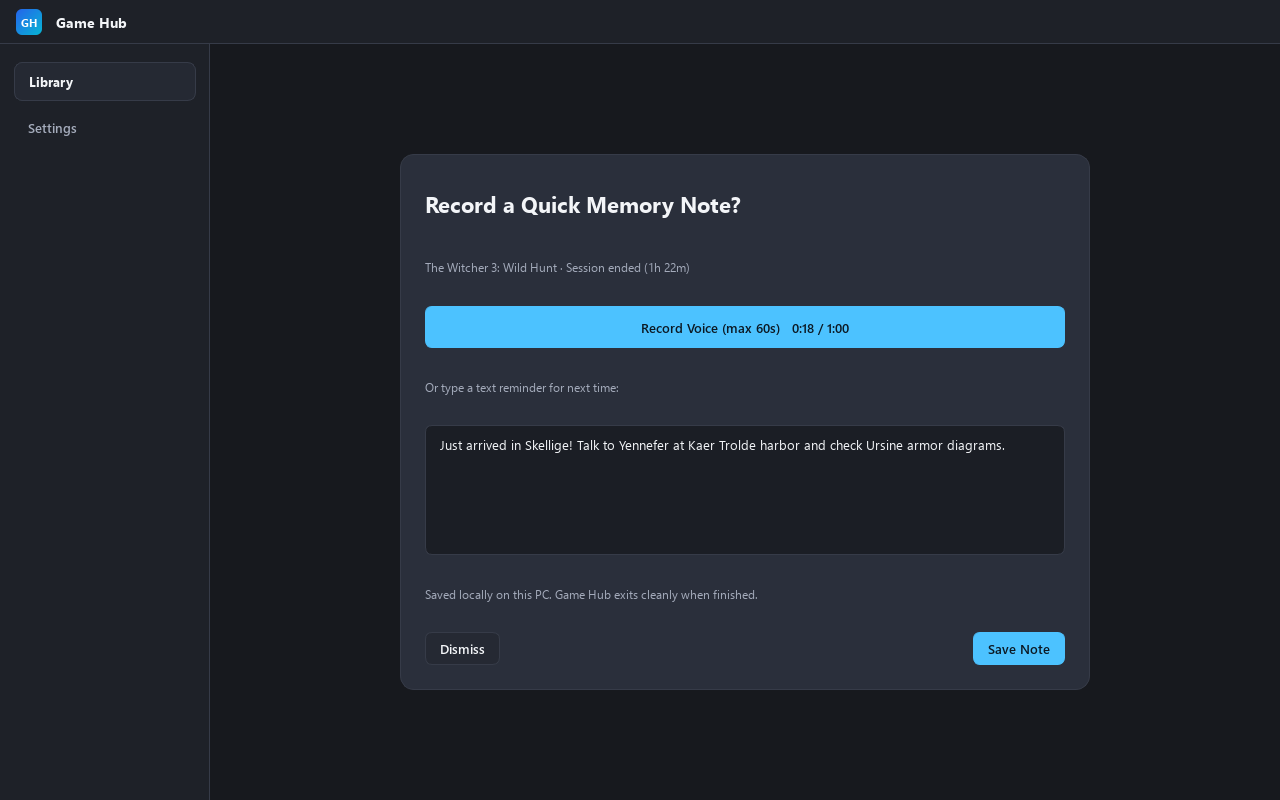 GH
Game Hub
Library
Settings
Record a Quick Memory Note?
The Witcher 3: Wild Hunt · Session ended (1h 22m)
Record Voice (max 60s) 0:18 / 1:00
Or type a text reminder for next time:
Just arrived in Skellige! Talk to Yennefer at Kaer Trolde harbor and check Ursine armor diagrams.
Saved locally on this PC. Game Hub exits cleanly when finished.
Dismiss
Save Note